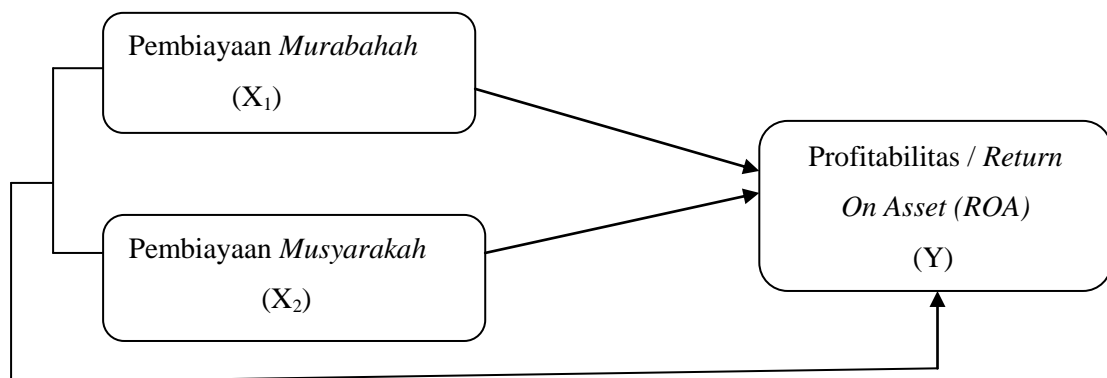 Pembiayaan Murabahah
(X₁)
Pembiayaan Musyarakah
(X₂)
Profitabilitas / Return
On Asset (ROA)
(Y)